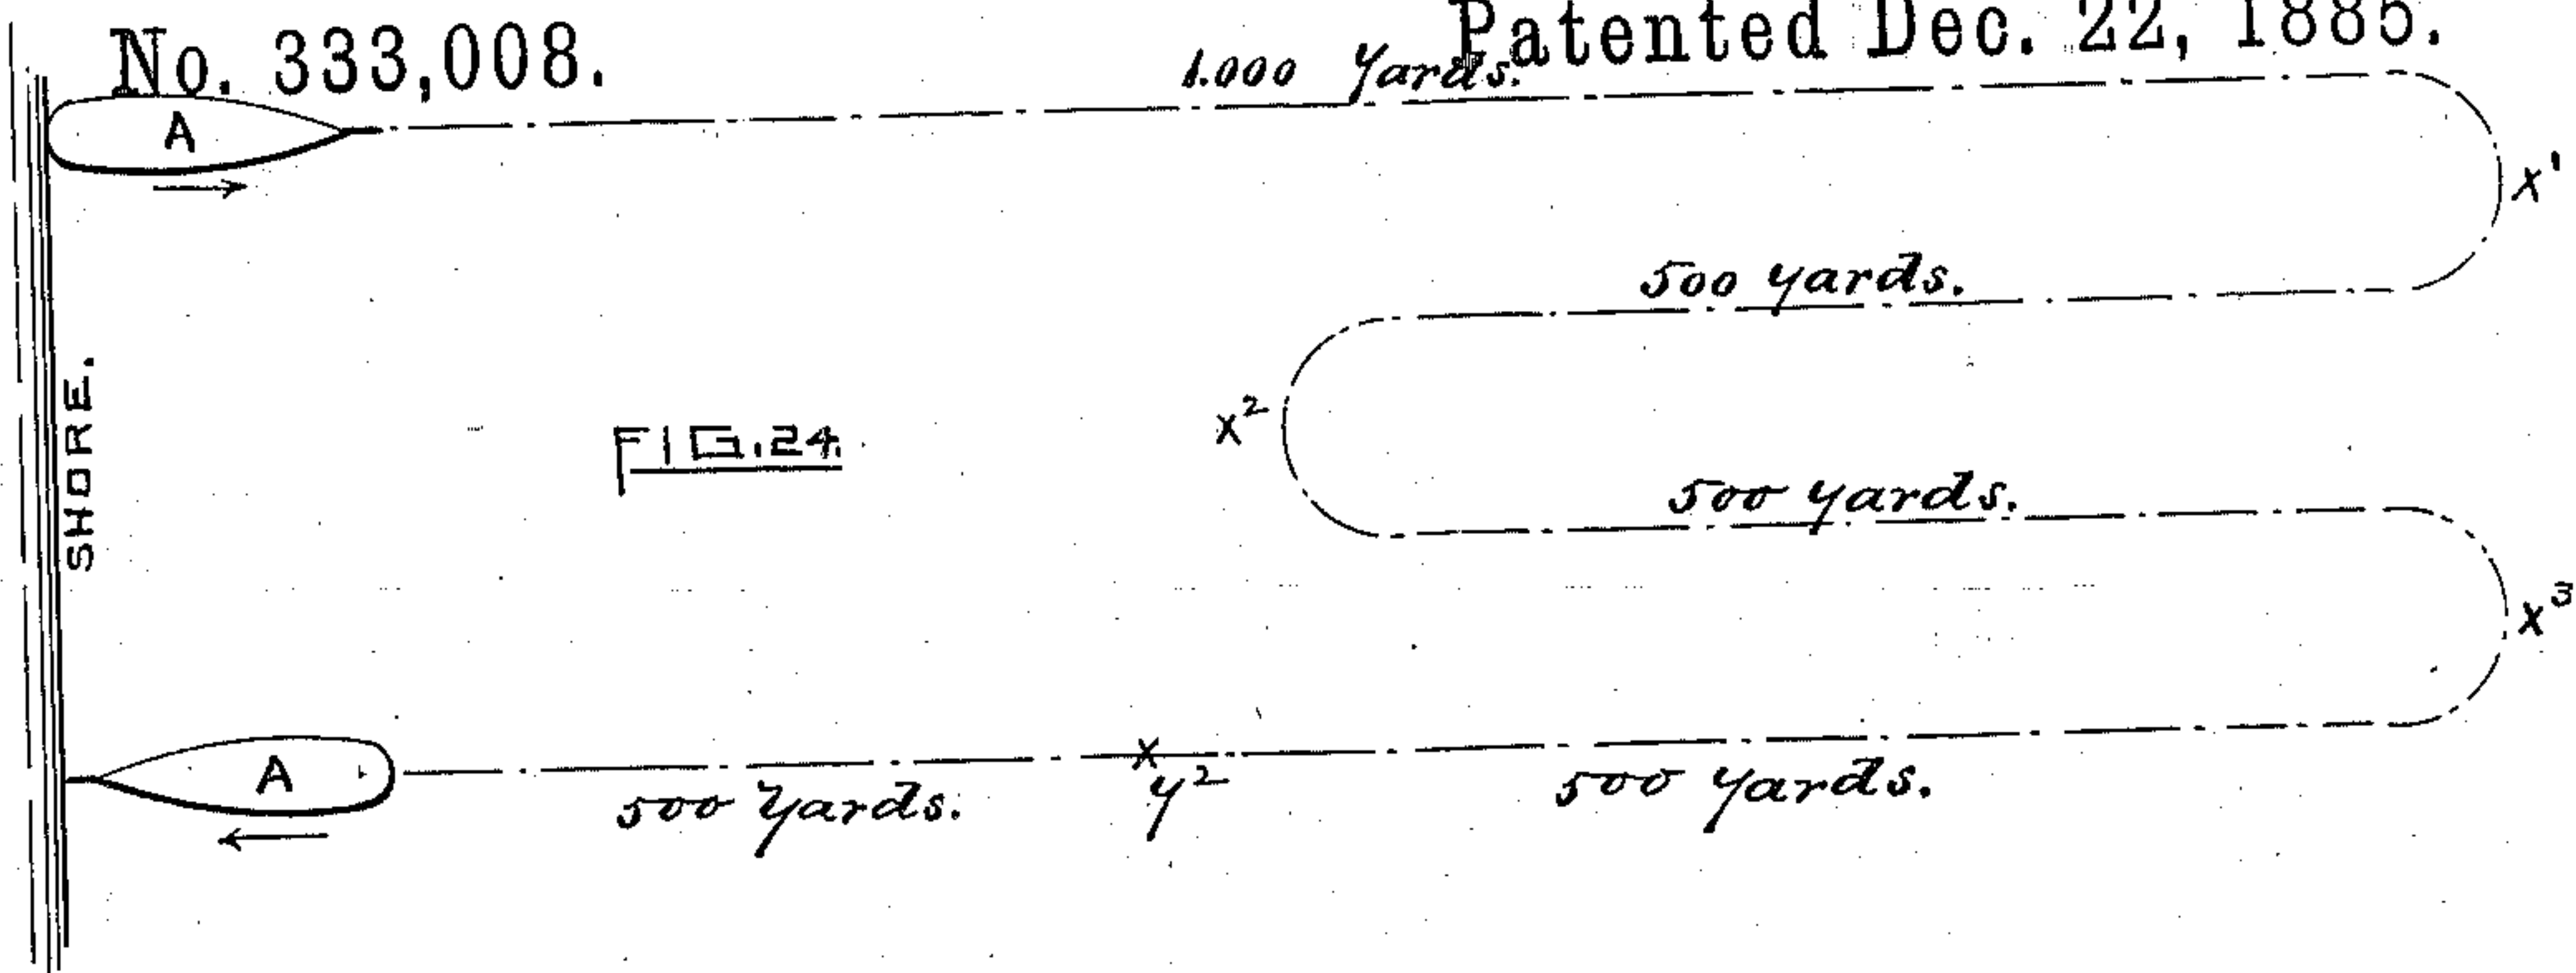 No. 333,008.
Patented Dec. 22, 1885.
1.000 Yards.
A
X¹
500 yards.
SHORE.
X²
FIG.24.
500 yards.
X³
A
X
500 Yards.
y²
500 Yards.